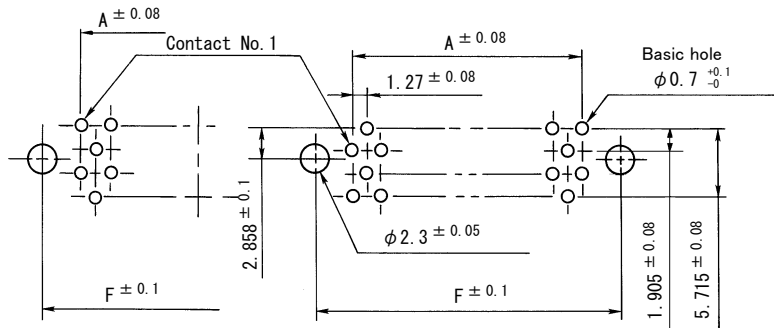 A ± 0.08
Contact No.1
A ± 0.08
1.27 ± 0.08
Basic hole
φ0.7 +0.1 -0
2.858 ± 0.1
φ2.3 ± 0.05
1.905 ± 0.08
5.715 ± 0.08
F ± 0.1
F ± 0.1